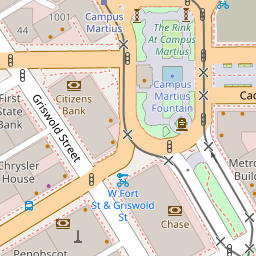 1001
44
Campus
Martius
The Rink
At Campus
Martius
Citizens
Bank
Campus
Martius
Fountain
Cad
First
State
Bank
Griswold Street
Chrysler
House
W Fort
St & Griswold
St
Metro
Build
Chase
Penobscot